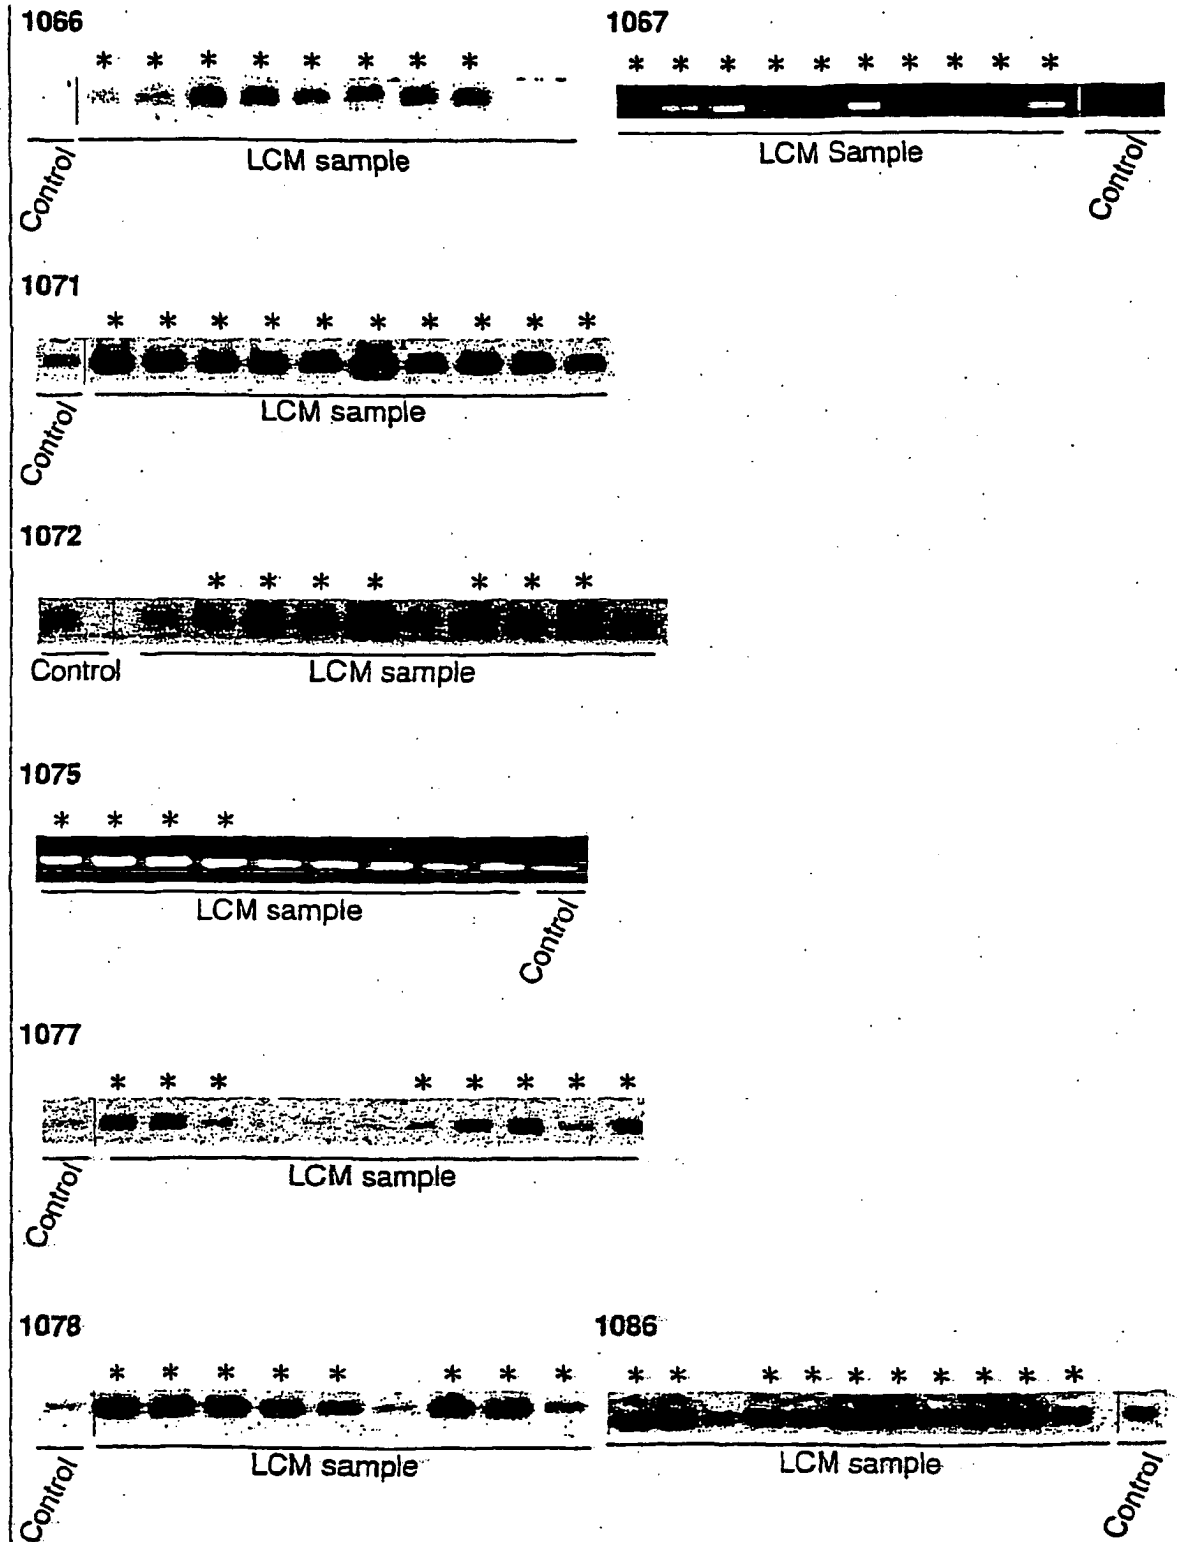 1066
* * * * * * * *
Control
LCM sample
1067
* * * * * * * * * *
LCM Sample
Control
1071
* * * * * * * * * *
Control
LCM sample
1072
* * * * * * *
Control
LCM sample
1075
* * * *
LCM sample
Control
1077
* * * * * * * *
Control
LCM sample
1078
* * * * * * * *
Control
LCM sample
1086
* * * * * * * * * *
LCM sample
Control